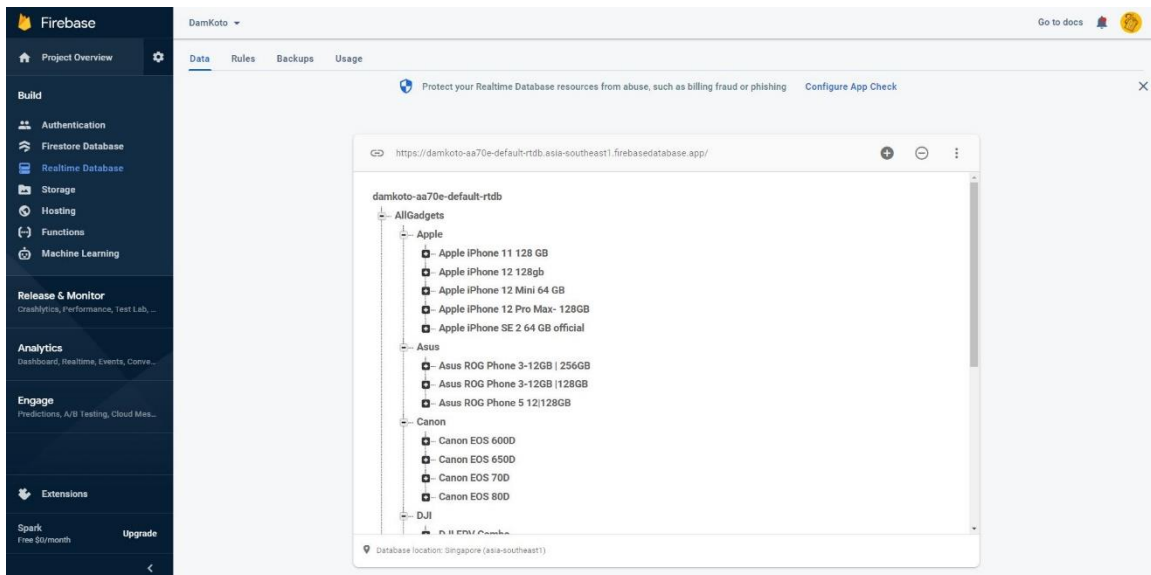 Firebase
Project Overview
Build
Authentication
Firestore Database
Realtime Database
Storage
Hosting
Functions
Machine Learning
Release & Monitor
Crashlytics, Performance, Test Lab, ...
Analytics
Dashboard, Realtime, Events, Conve...
Engage
Predictions, A/B Testing, Cloud Mes...
Extensions
Spark
Free $0/month
Upgrade
DamKoto
Go to docs
Data Rules Backups Usage
Protect your Realtime Database resources from abuse, such as billing fraud or phishing Configure App Check
https://damkoto-aa70e-default-rtdb.asia-southeast1.firebasedatabase.app/
damkoto-aa70e-default-rtdb
AllGadgets
Apple
Apple iPhone 11 128 GB
Apple iPhone 12 128gb
Apple iPhone 12 Mini 64 GB
Apple iPhone 12 Pro Max- 128GB
Apple iPhone SE 2 64 GB official
Asus
Asus ROG Phone 3-12GB | 256GB
Asus ROG Phone 3-12GB |128GB
Asus ROG Phone 5 12|128GB
Canon
Canon EOS 600D
Canon EOS 650D
Canon EOS 70D
Canon EOS 80D
DJI
DJI FPV Combo
Database location: Singapore (asia-southeast1)